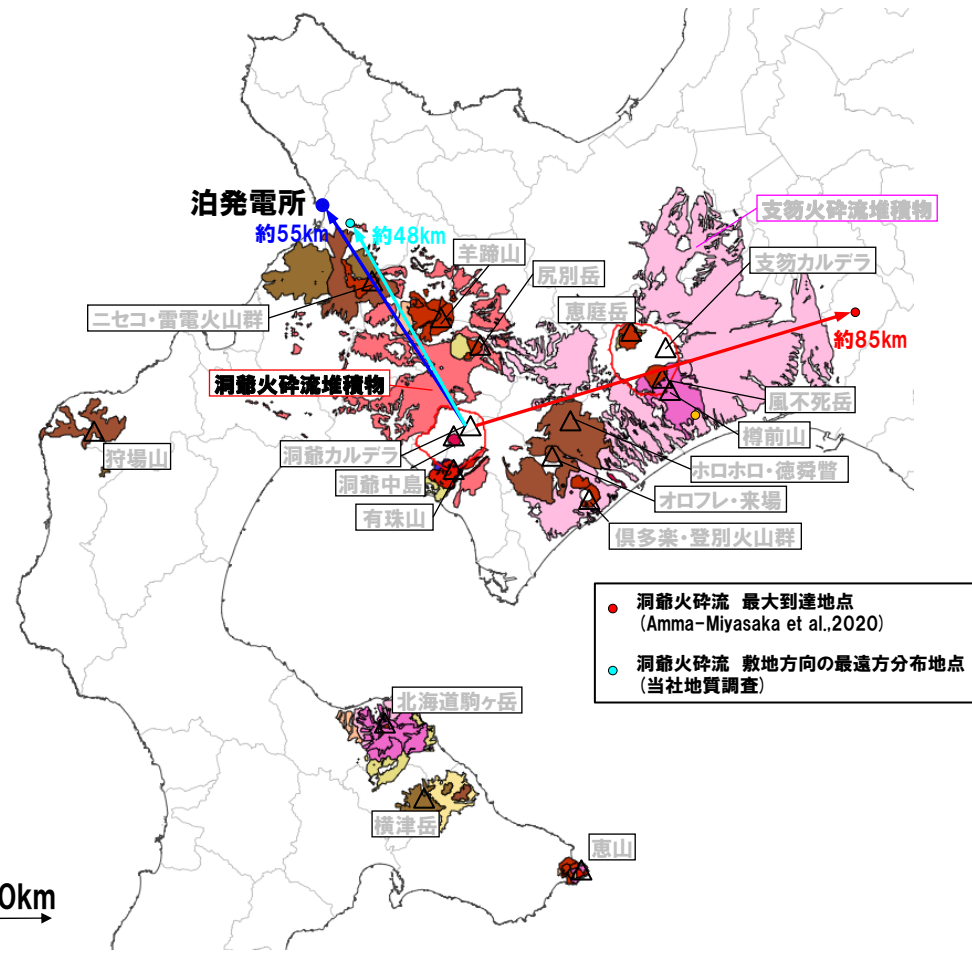 泊発電所
約55km
約48km
羊蹄山
尻別岳
支笏火砕流堆積物
支笏カルデラ
恵庭岳
ニセコ・雷電火山群
約85km
洞爺火砕流堆積物
風不死岳
樽前山
狩場山
洞爺カルデラ
洞爺中島
有珠山
ホロホロ・徳舜瞥
オロフレ・来場
倶多楽・登別火山群
洞爺火砕流 最大到達地点
(Amma-Miyasaka et al.,2020)
洞爺火砕流 敷地方向の最遠方分布地点
(当社地質調査)
北海道駒ヶ岳
横津岳
恵山
0km